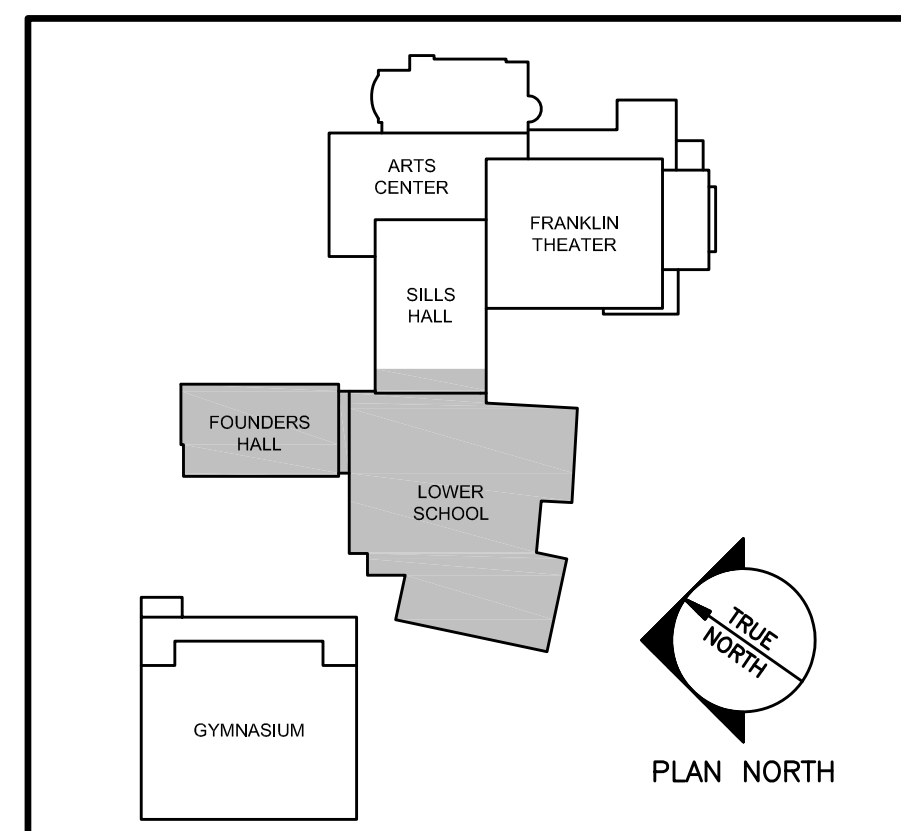 ARTS
CENTER
FRANKLIN
THEATER
SILLS
HALL
FOUNDERS
HALL
LOWER
SCHOOL
TRUE
NORTH
GYMNASIUM
PLAN NORTH